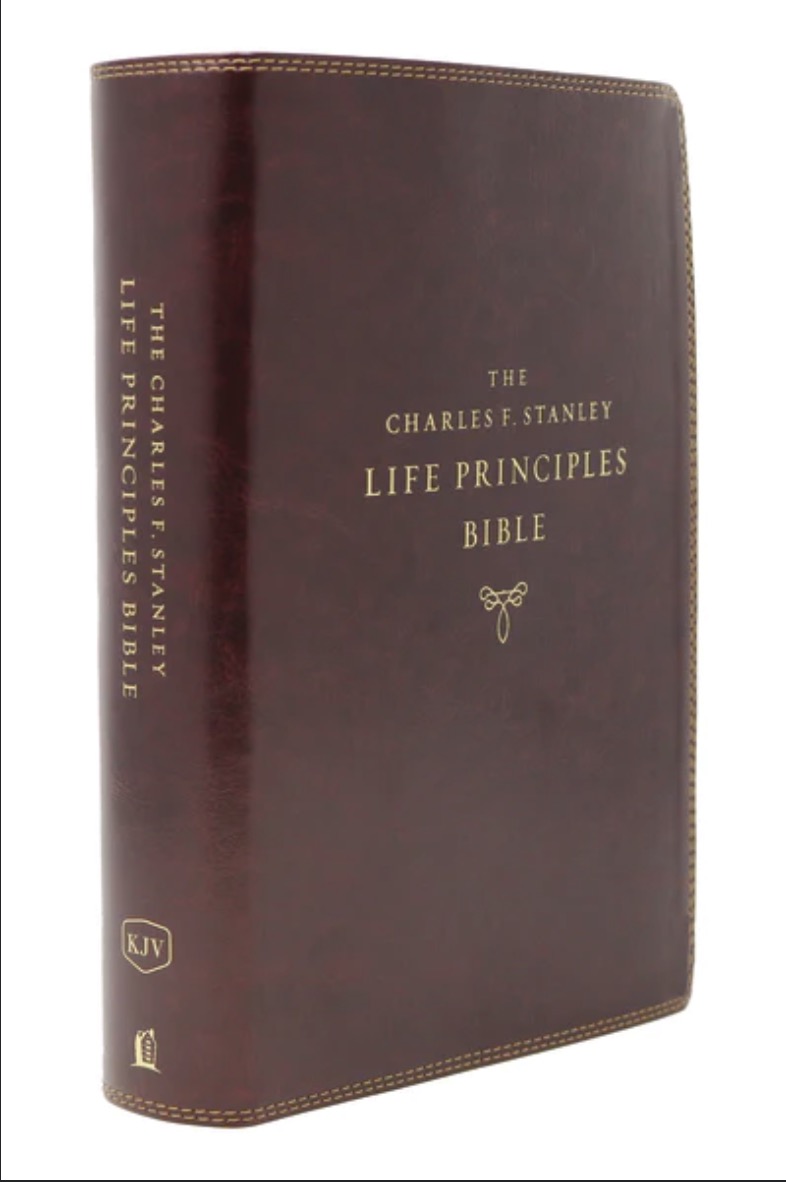 THE
CHARLES F. STANLEY
LIFE PRINCIPLES
BIBLE
THE CHARLES F. STANLEY
LIFE PRINCIPLES BIBLE
KJV